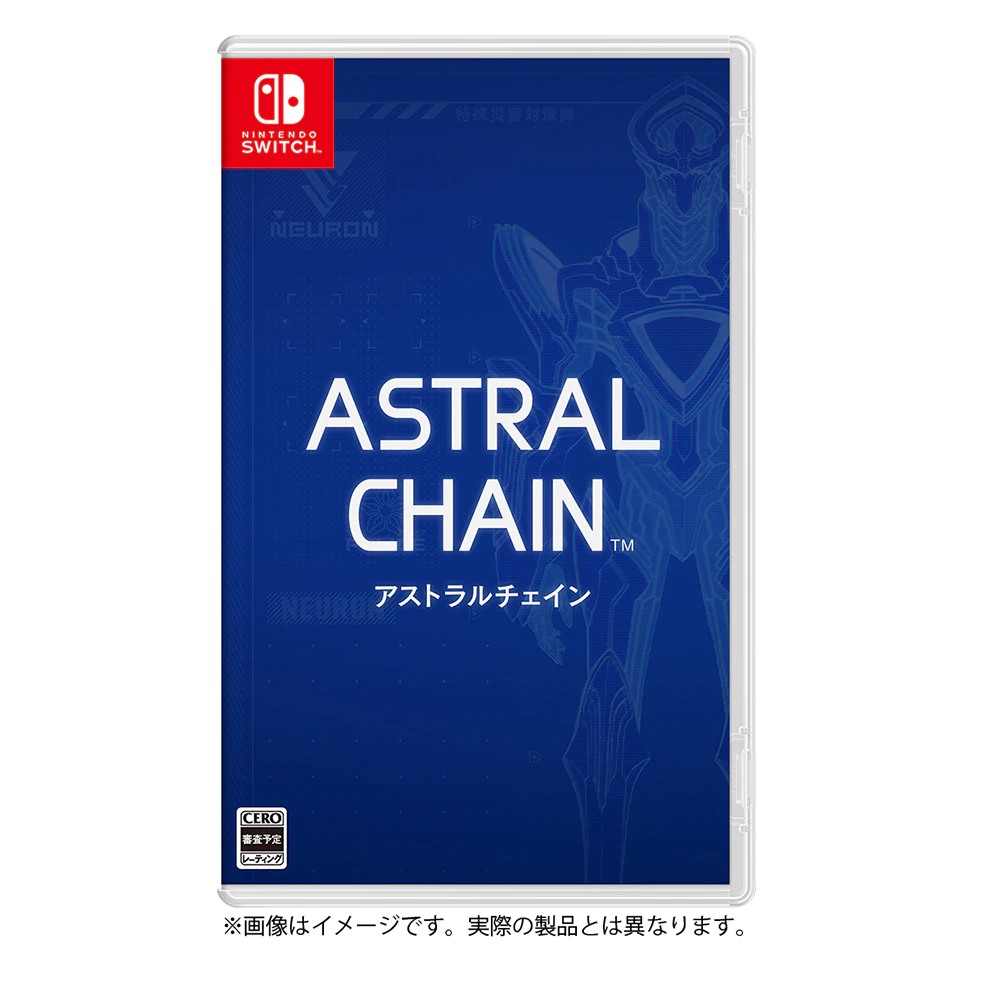 NINTENDO
SWITCH™
特殊災害対策課
NEURON
ASTRAL
CHAIN™
アストラルチェイン
NEURON
CERO
審査予定
レーティング
※画像はイメージです。実際の製品とは異なります。